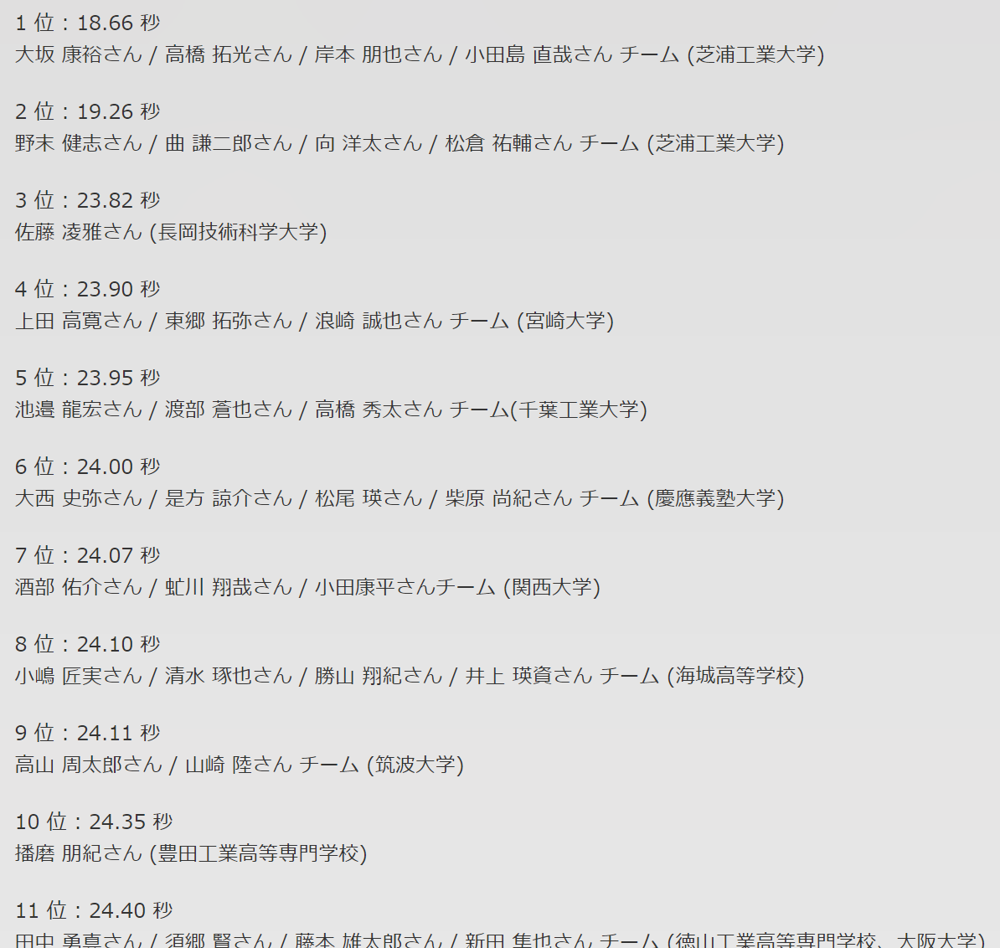 1 位：18.66 秒
大坂 康裕さん / 高橋 拓光さん / 岸本 朋也さん / 小田島 直哉さん チーム (芝浦工業大学)
2 位：19.26 秒
野末 健志さん / 曲 謙二郎さん / 向 洋太さん / 松倉 祐輔さん チーム (芝浦工業大学)
3 位：23.82 秒
佐藤 凌雅さん (長岡技術科学大学)
4 位：23.90 秒
上田 高寛さん / 東郷 拓弥さん / 浪崎 誠也さん チーム (宮崎大学)
5 位：23.95 秒
池邉 龍宏さん / 渡部 蒼也さん / 高橋 秀太さん チーム(千葉工業大学)
6 位：24.00 秒
大西 史弥さん / 是方 諒介さん / 松尾 瑛さん / 柴原 尚紀さん チーム (慶應義塾大学)
7 位：24.07 秒
酒部 佑介さん / 虻川 翔哉さん / 小田康平さんチーム (関西大学)
8 位：24.10 秒
小嶋 匠実さん / 清水 琢也さん / 勝山 翔紀さん / 井上 瑛資さん チーム (海城高等学校)
9 位：24.11 秒
高山 周太郎さん / 山崎 陸さん チーム (筑波大学)
10 位：24.35 秒
播磨 朋紀さん (豊田工業高等専門学校)
11 位：24.40 秒
田中 勇真さん / 須郷 賢さん / 藤本 雄太郎さん / 新田 隼也さん チーム (徳山工業高等専門学校、大阪大学)